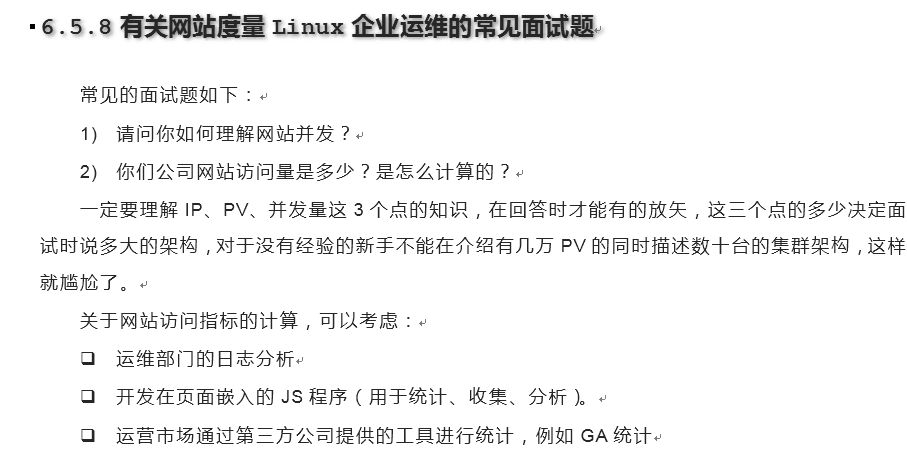 6.5.8 有关网站度量 Linux 企业运维的常见面试题
常见的面试题如下：
1） 请问你如何理解网站并发？
2） 你们公司网站访问量是多少？是怎么计算的？
一定要理解 IP、PV、并发量这 3 个点的知识，在回答时才能有的放矢，这三个点的多少决定面
试时说多大的架构，对于没有经验的新手不能在介绍有几万 PV 的同时描述数十台的集群架构，这样
就尴尬了。
关于网站访问指标的计算，可以考虑：
❑ 运维部门的日志分析
❑ 开发在页面嵌入的 JS 程序（用于统计、收集、分析）。
❑ 运营市场通过第三方公司提供的工具进行统计，例如 GA 统计